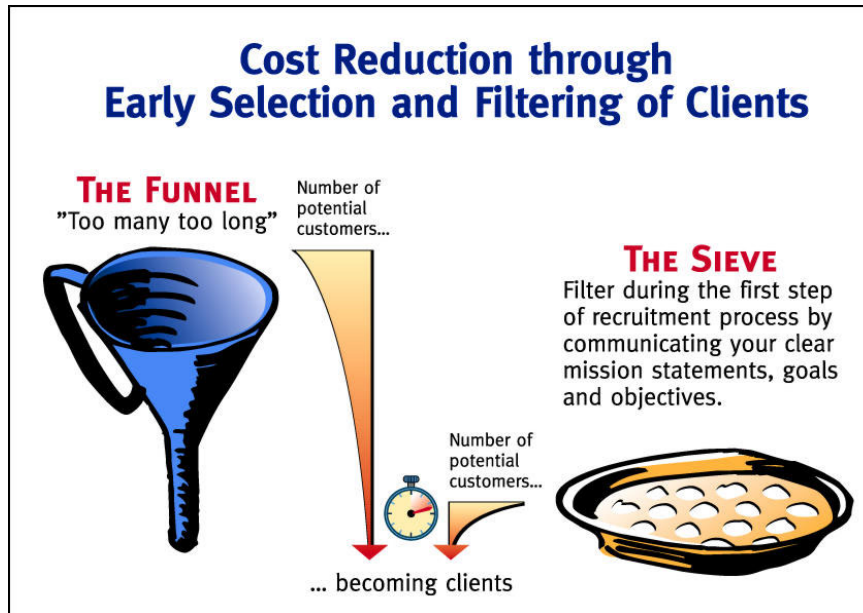 Cost Reduction through
Early Selection and Filtering of Clients
THE FUNNEL
”Too many too long”
Number of
potential
customers...
THE SIEVE
Filter during the first step
of recruitment process by
communicating your clear
mission statements, goals
and objectives.
Number of
potential
customers...
... becoming clients